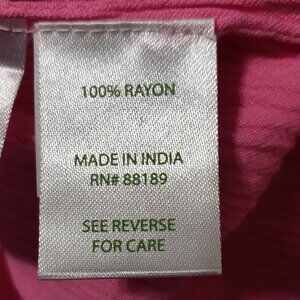 100% RAYON
MADE IN INDIA
RN# 88189
SEE REVERSE
FOR CARE